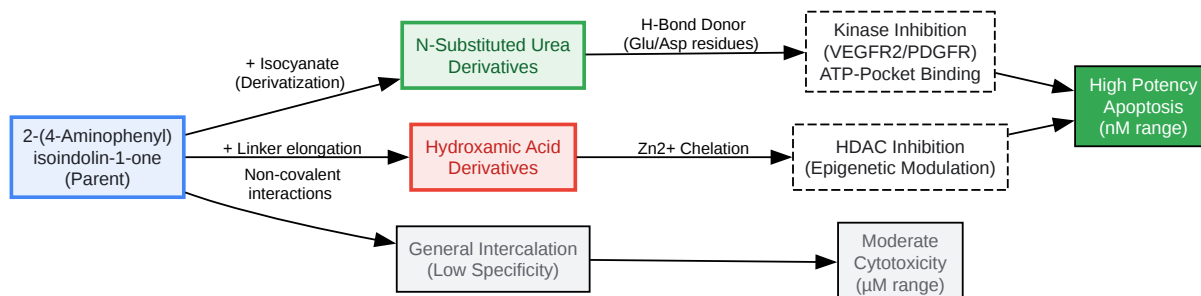 2-(4-Aminophenyl)
isoindolin-1-one
(Parent)
+ Isocyanate
(Derivatization)
+ Linker elongation
Non-covalent
interactions
N-Substituted Urea
Derivatives
Hydroxamic Acid
Derivatives
General Intercalation
(Low Specificity)
H-Bond Donor
(Glu/Asp residues)
Zn2+ Chelation
Kinase Inhibition
(VEGFR2/PDGFR)
ATP-Pocket Binding
HDAC Inhibition
(Epigenetic Modulation)
Moderate
Cytotoxicity
(µM range)
High Potency
Apoptosis
(nM range)